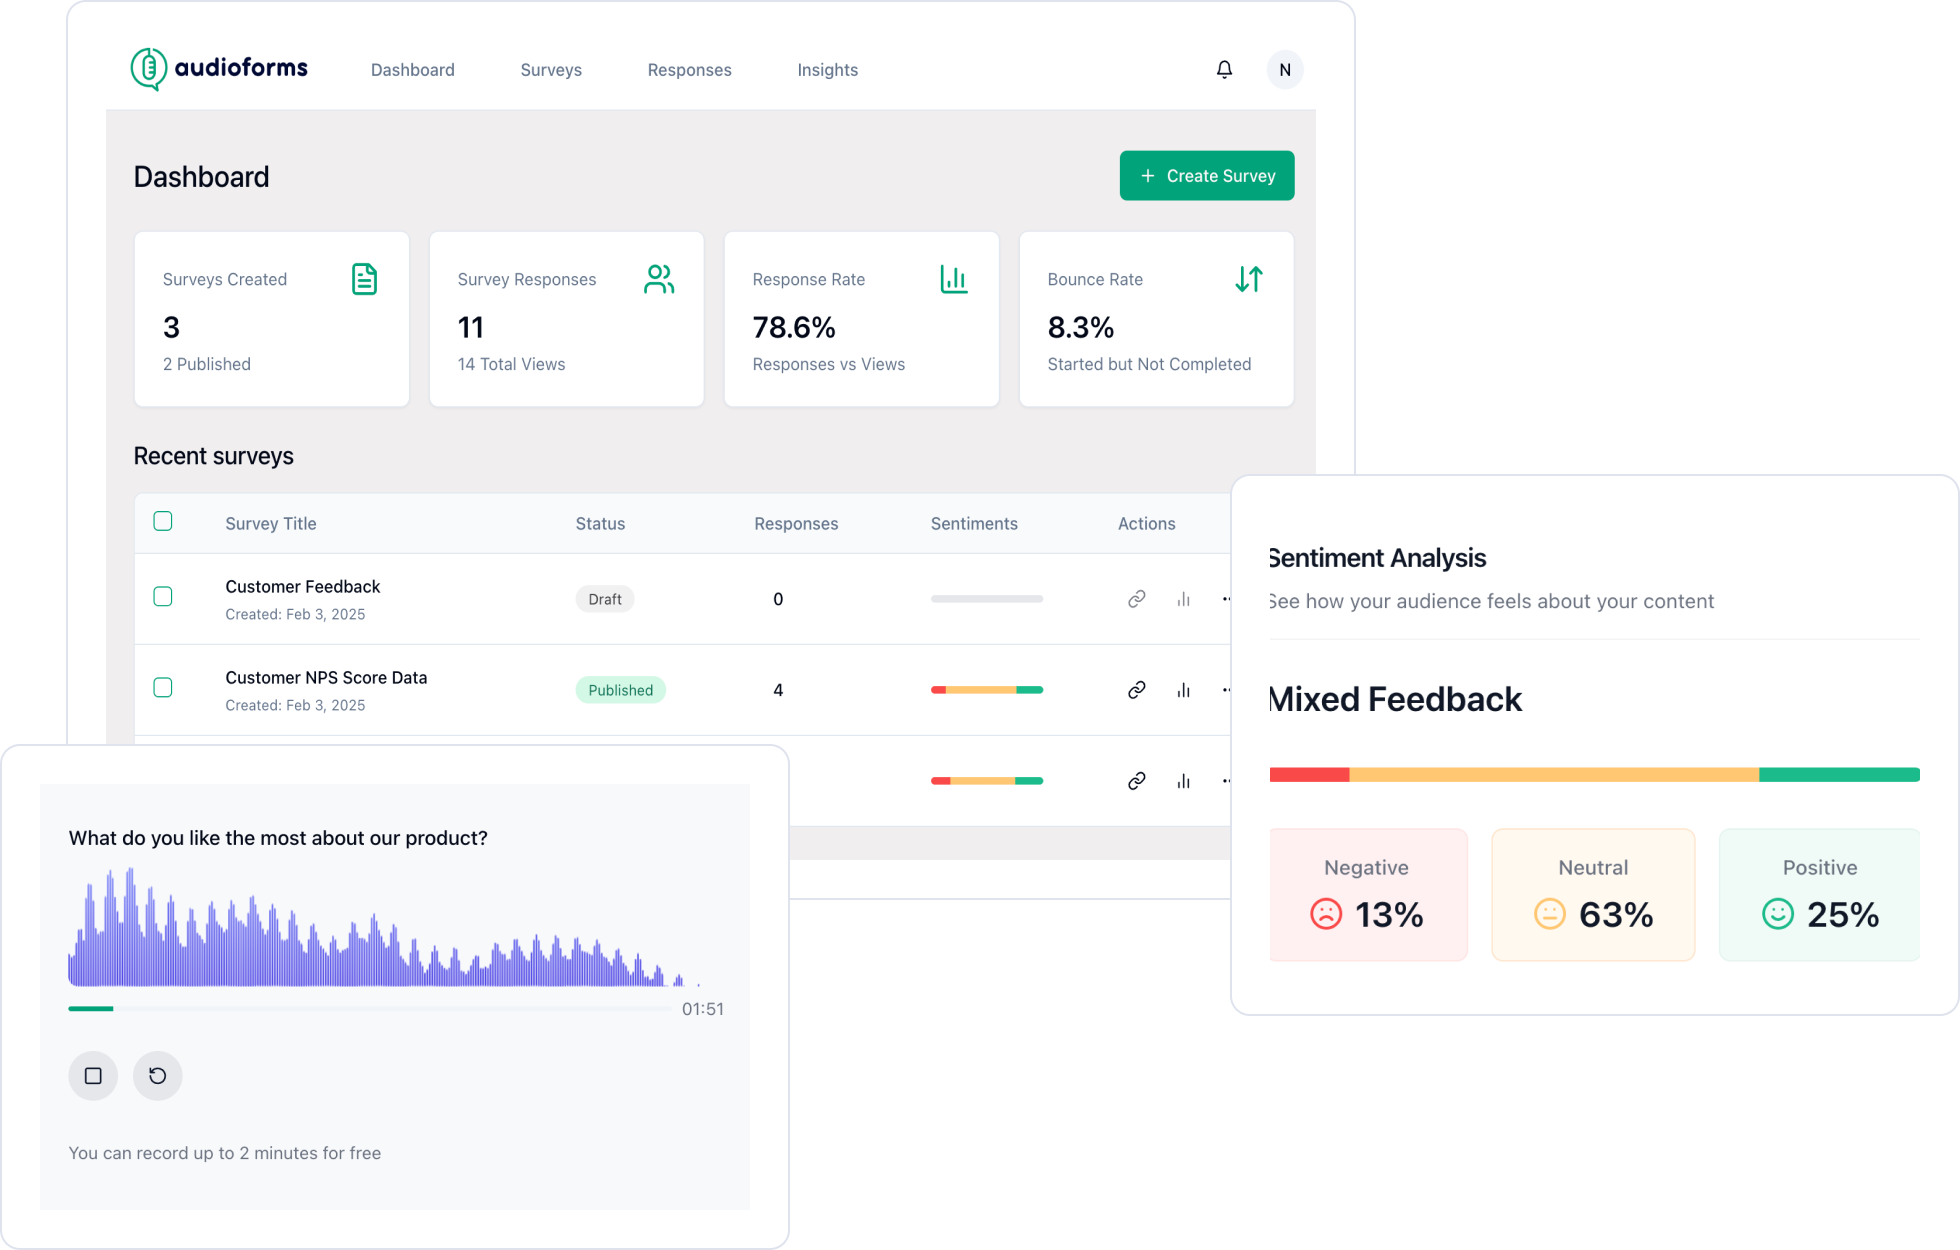 audioforms
Dashboard Surveys Responses Insights N
Dashboard
+ Create Survey
Surveys Created
3
2 Published
Survey Responses
11
14 Total Views
Response Rate
78.6%
Responses vs Views
Bounce Rate
8.3%
Started but Not Completed
Recent surveys
Survey Title Status Responses Sentiments Actions
Customer Feedback
Created: Feb 3, 2025
Draft 0
Customer NPS Score Data
Created: Feb 3, 2025
Published 4
Sentiment Analysis
See how your audience feels about your content
Mixed Feedback
Negative
13%
Neutral
63%
Positive
25%
What do you like the most about our product?
01:51
You can record up to 2 minutes for free